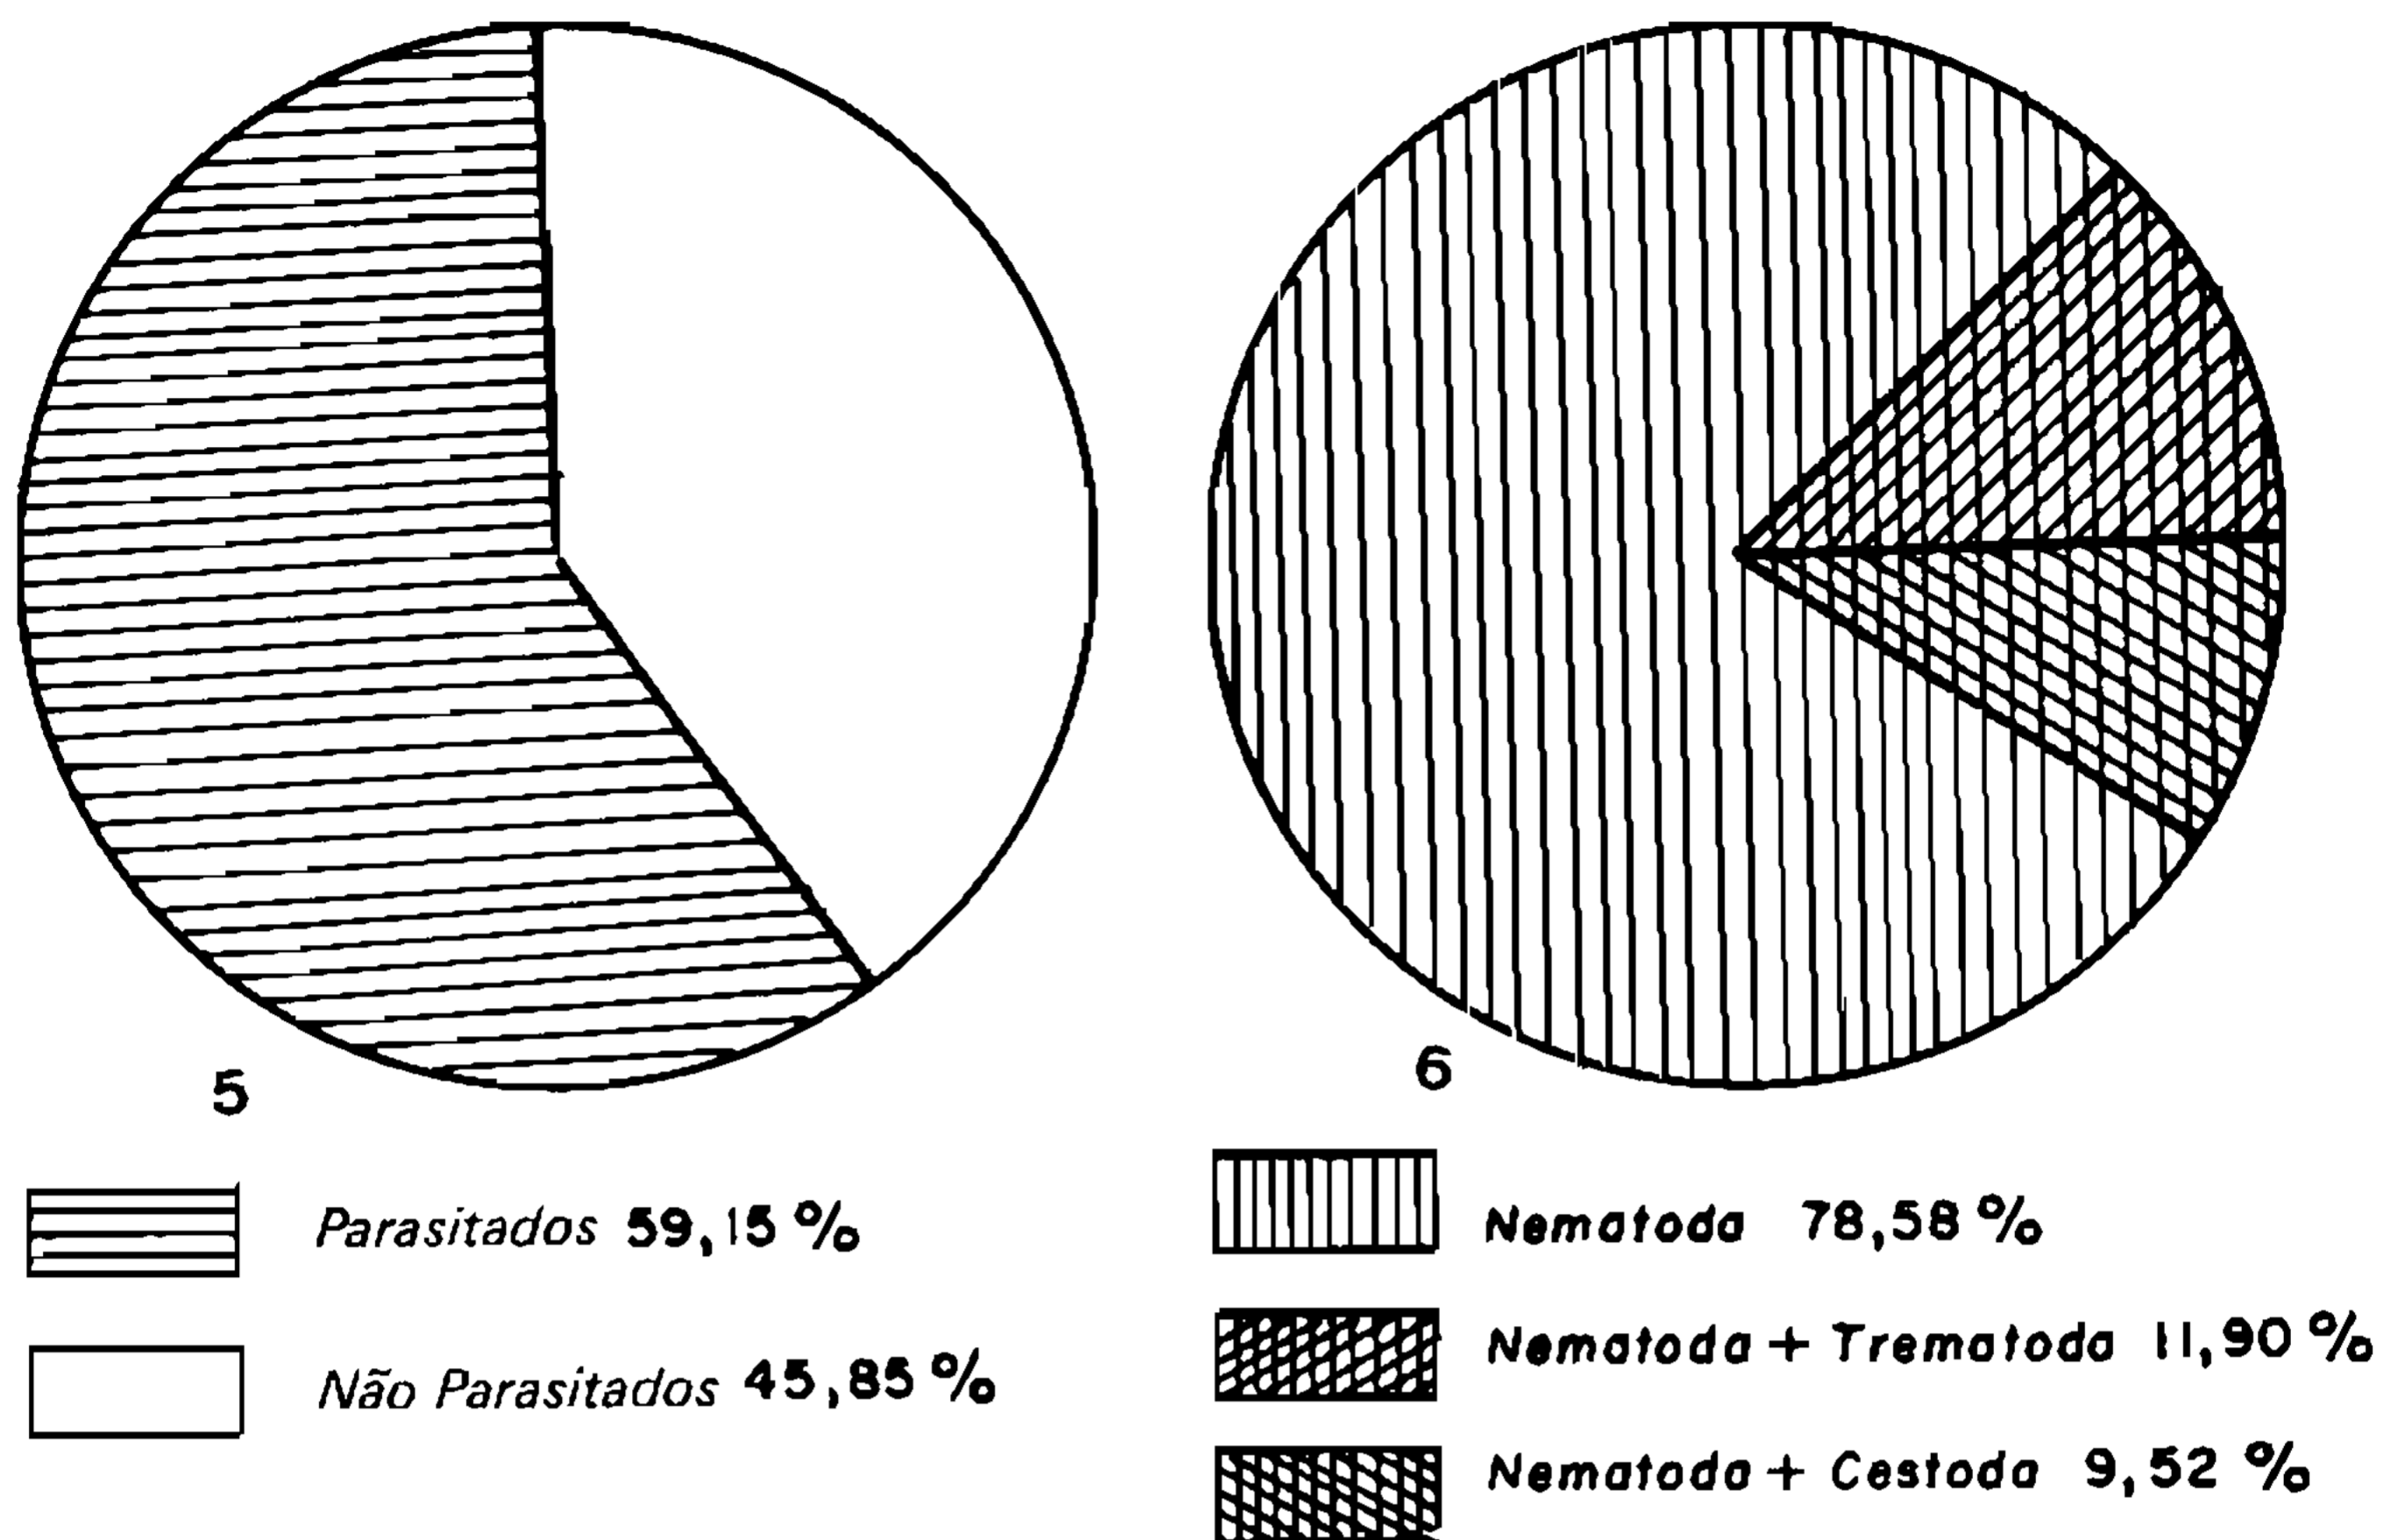 5
Parasitados 59,15 %
Não Parasitados 45,85 %
6
Nematoda 78,58 %
Nematoda + Trematoda 11,90 %
Nematoda + Cestoda 9,52 %